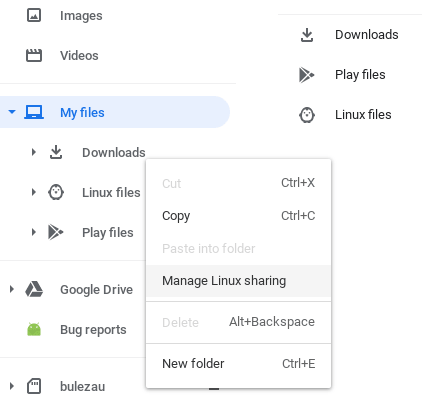 Images
Videos
My files
Downloads
Linux files
Play files
Google Drive
Bug reports
bulezau
Cut Ctrl+X
Copy Ctrl+C
Paste into folder
Manage Linux sharing
Delete Alt+Backspace
New folder Ctrl+E
Downloads
Play files
Linux files